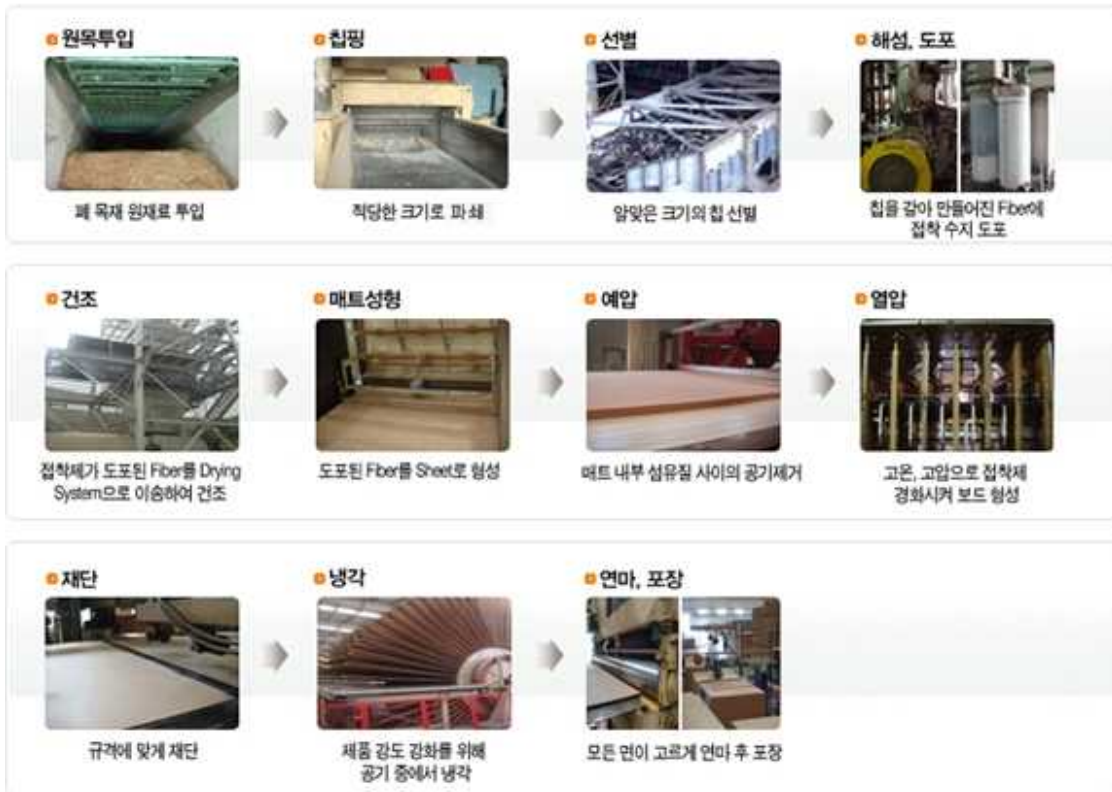 원목투입
칩핑
선별
해섬, 도포
폐 목재 원재료 투입
적당한 크기로 파쇄
알맞은 크기의 칩 선별
칩을 갈아 만들어진 Fiber에
접착 수지 도포
건조
매트성형
예압
열압
접착제가 도포된 Fiber를 Drying
System으로 이송하여 건조
도포된 Fiber를 Sheet로 형성
매트 내부 섬유질 사이의 공기제거
고온, 고압으로 접착제
경화시켜 보드 형성
재단
냉각
연마, 포장
규격에 맞게 재단
제품 강도 강화를 위해
공기 중에서 냉각
모든 면이 고르게 연마 후 포장